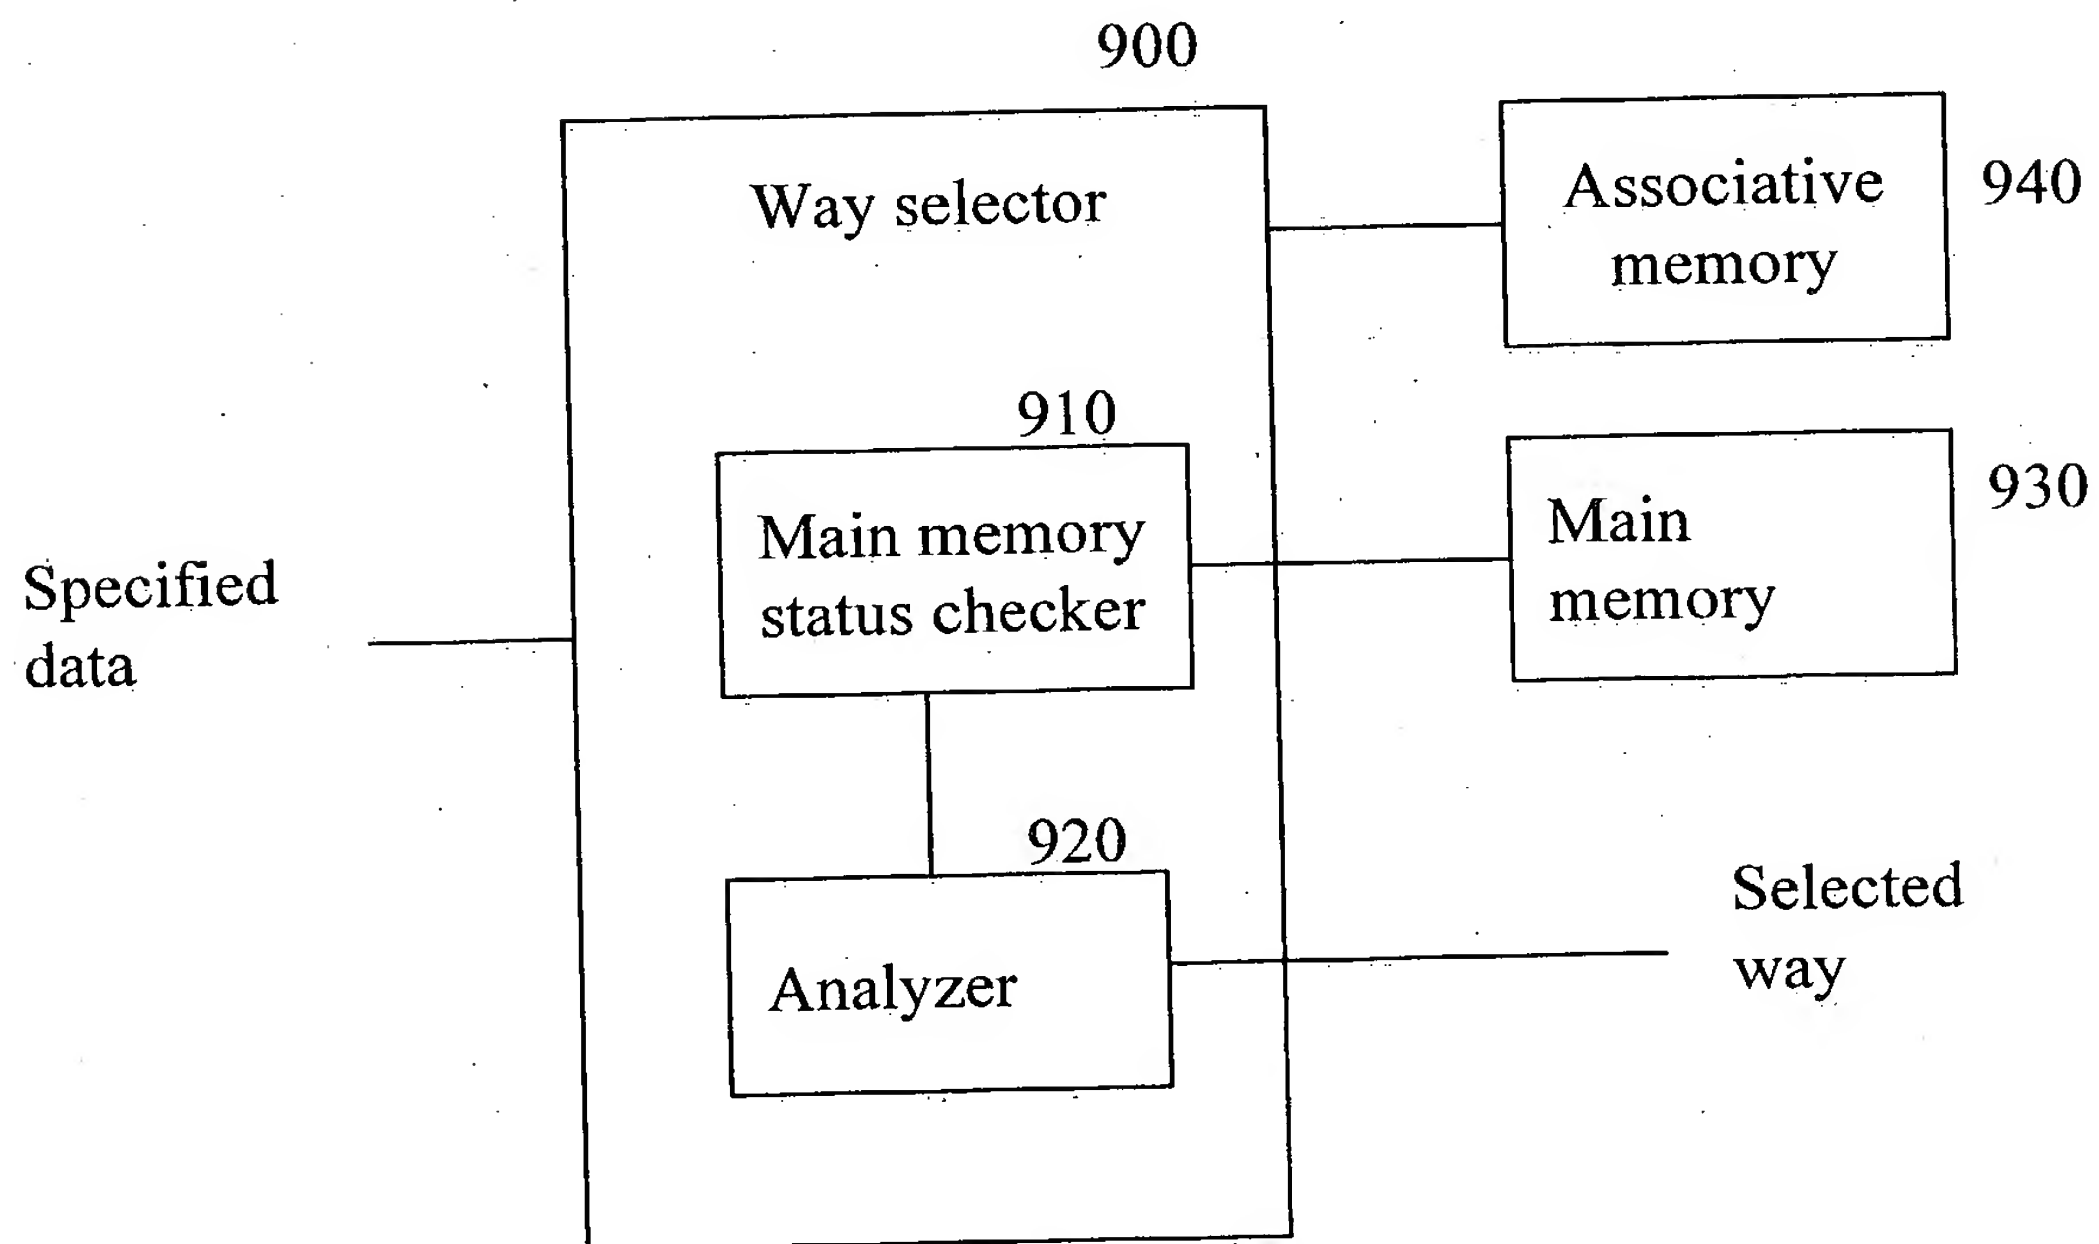 900
Way selector
Associative
memory
940
910
Main memory
status checker
Main
memory
930
Specified
data
920
Analyzer
Selected
way